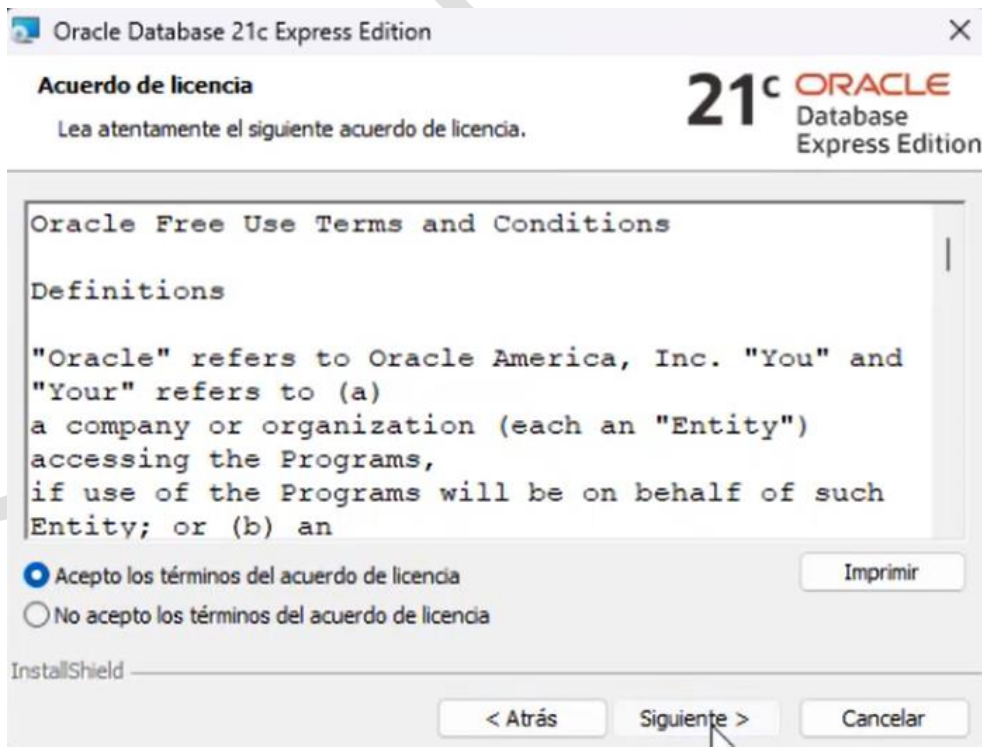 Oracle Database 21c Express Edition
Acuerdo de licencia
Lea atentamente el siguiente acuerdo de licencia.
21c ORACLE
Database
Express Edition
Oracle Free Use Terms and Conditions
Definitions
"Oracle" refers to Oracle America, Inc. "You" and
"Your" refers to (a)
a company or organization (each an "Entity")
accessing the Programs,
if use of the Programs will be on behalf of such
Entity; or (b) an
Acepto los términos del acuerdo de licencia
Imprimir
No acepto los términos del acuerdo de licencia
InstallShield
< Atrás
Siguiente >
Cancelar